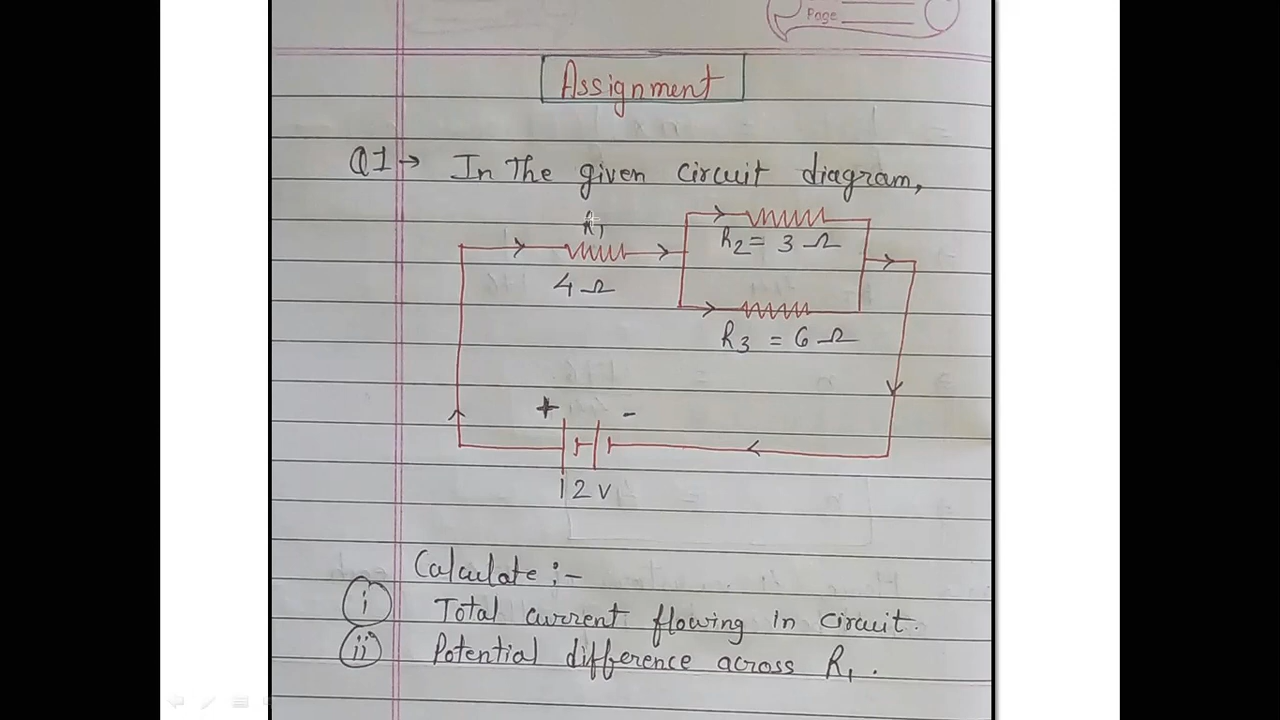 Page
Assignment
Q1→ In The given circuit diagram,
R1
4 Ω
R2 = 3 Ω
R3 = 6 Ω
+ -
12 V
Calculate :-
i Total current flowing in circuit.
ii Potential difference across R1.